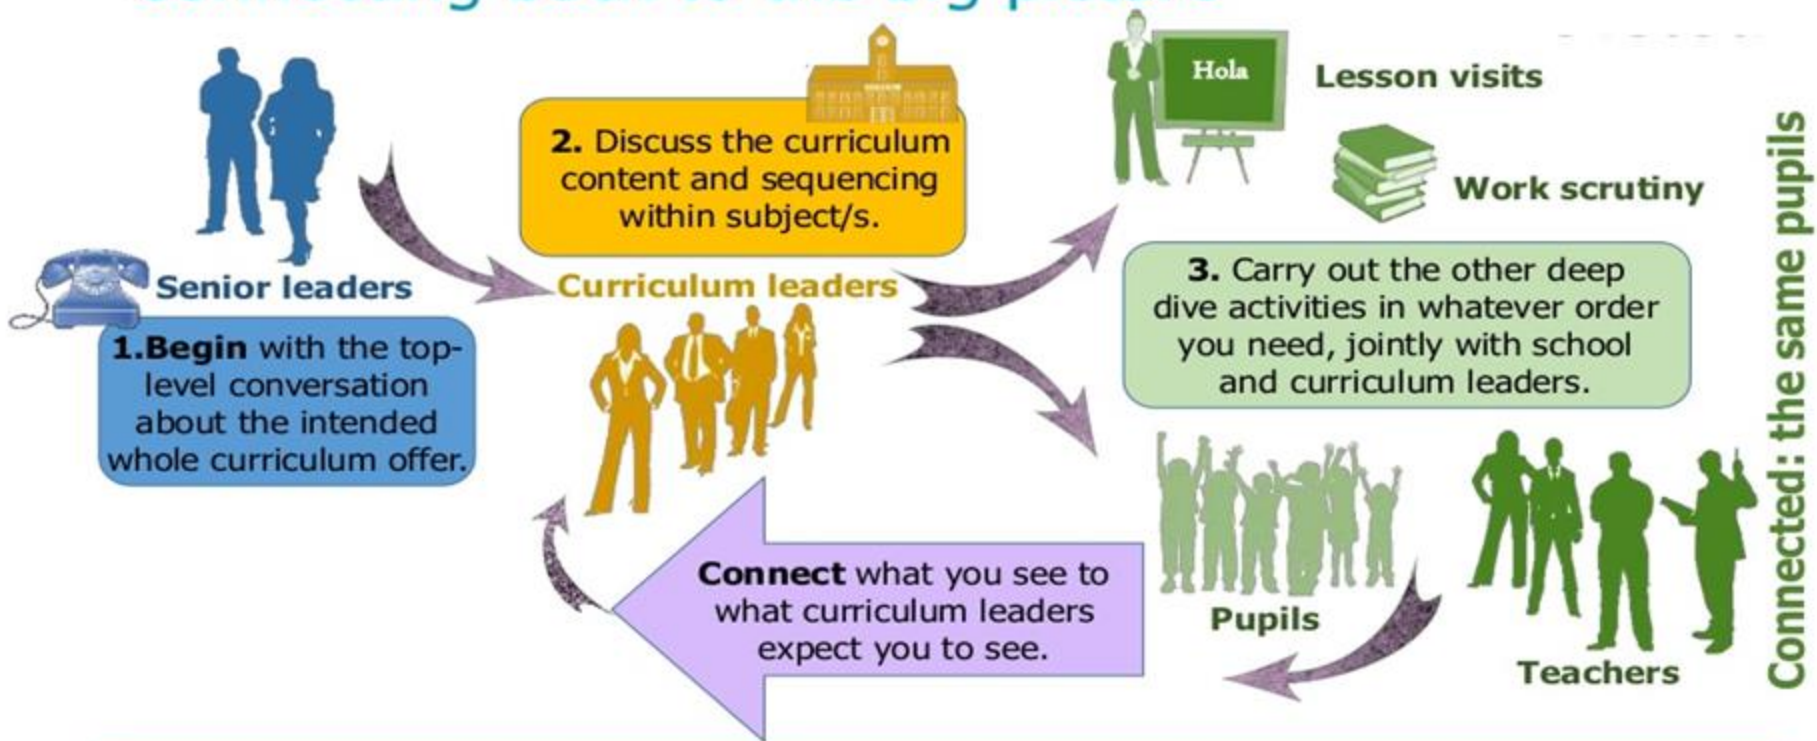 Hola
Lesson visits
Work scrutiny
2. Discuss the curriculum
content and sequencing
within subject/s.
Senior leaders
Curriculum leaders
1.Begin with the top-
level conversation
about the intended
whole curriculum offer.
3. Carry out the other deep
dive activities in whatever order
you need, jointly with school
and curriculum leaders.
Connect what you see to
what curriculum leaders
expect you to see.
Pupils
Teachers
Connected: the same pupils